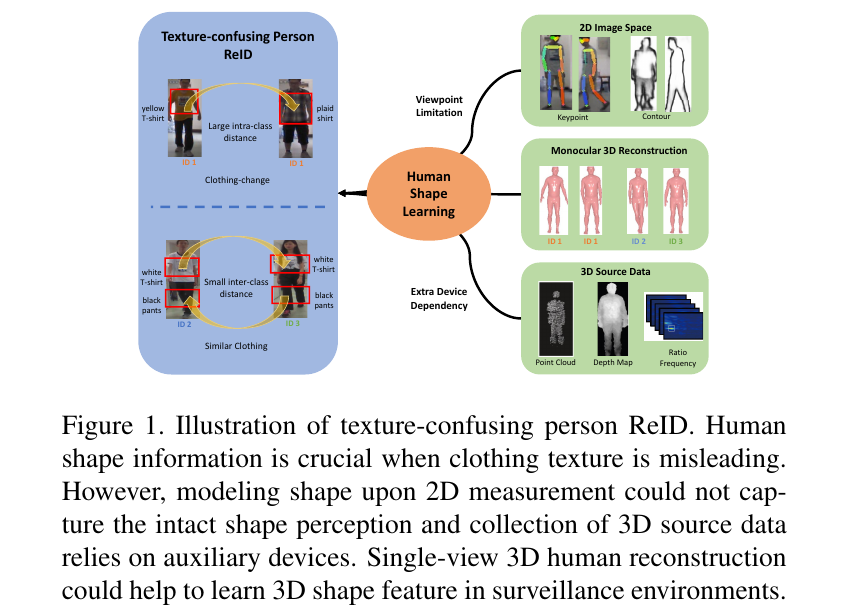 Texture-confusing Person
ReID
yellow
T-shirt
plaid
shirt
Large intra-class
distance
ID 1
ID 1
Clothing-change
white
T-shirt
white
T-shirt
Small inter-class
distance
black
pants
black
pants
ID 2
ID 3
Similar Clothing
Viewpoint
Limitation
Human
Shape
Learning
Extra Device
Dependency
2D Image Space
Keypoint
Contour
Monocular 3D Reconstruction
ID 1
ID 1
ID 2
ID 3
3D Source Data
Point Cloud
Depth Map
Ratio
Frequency
Figure 1. Illustration of texture-confusing person ReID. Human
shape information is crucial when clothing texture is misleading.
However, modeling shape upon 2D measurement could not cap-
ture the intact shape perception and collection of 3D source data
relies on auxiliary devices. Single-view 3D human reconstruction
could help to learn 3D shape feature in surveillance environments.